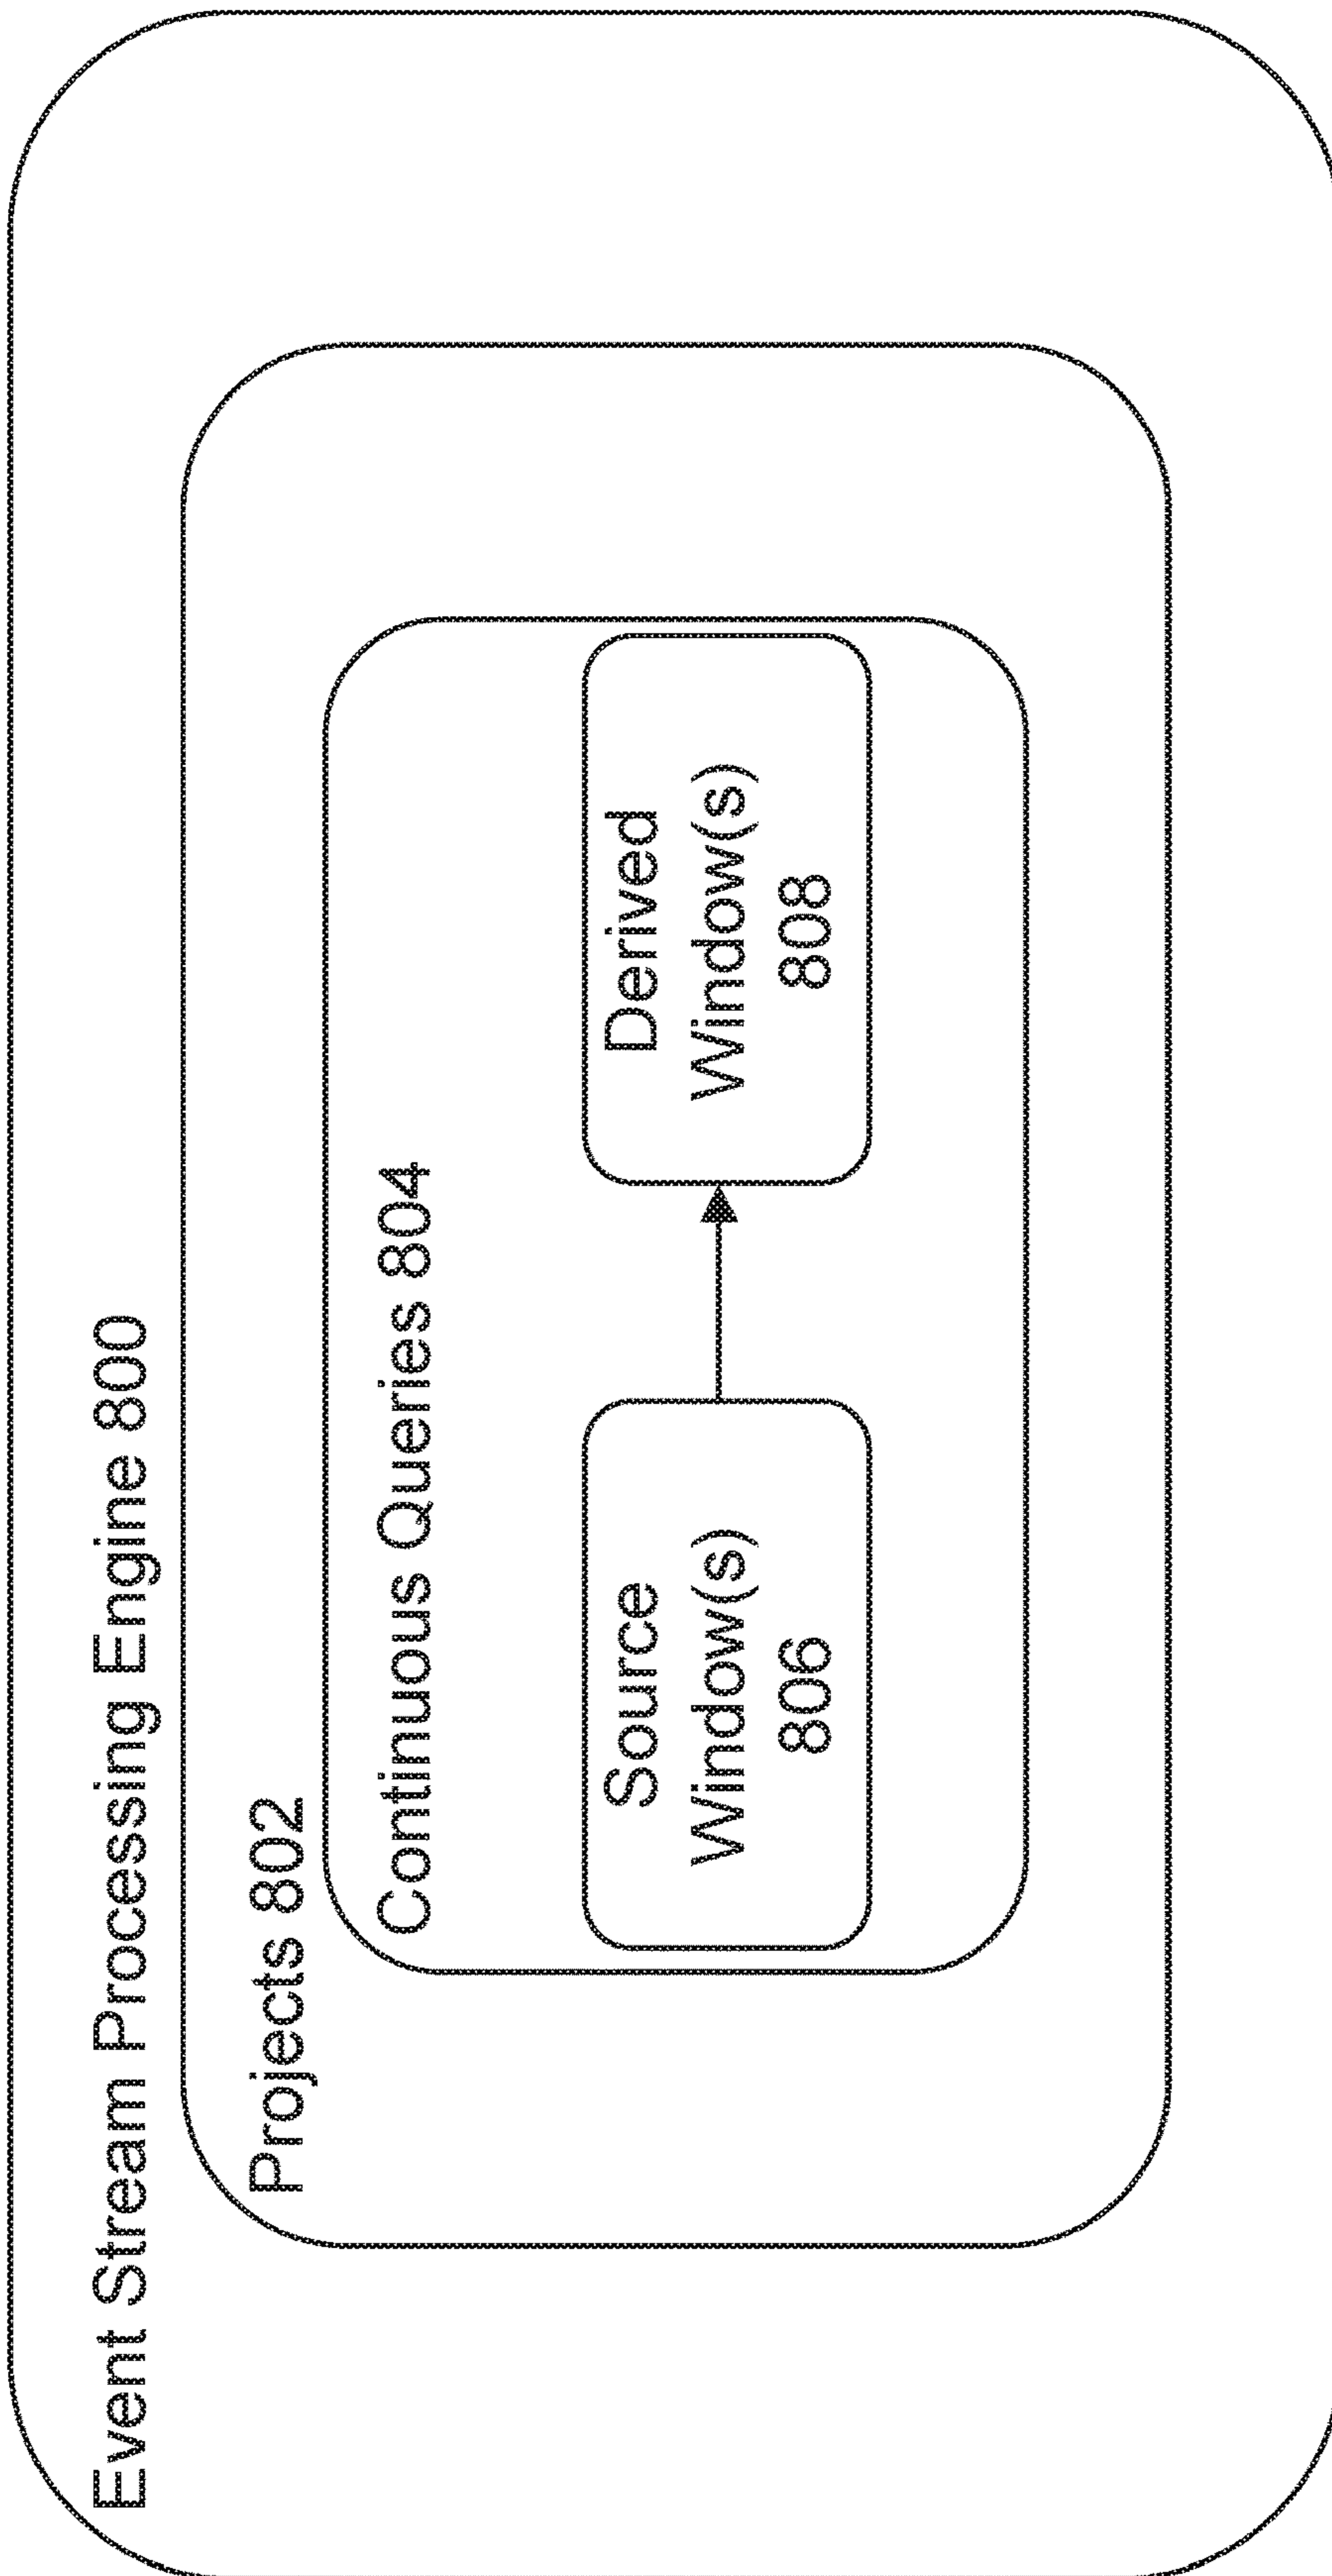 Event Stream Processing Engine 800
Projects 802
Continuous Queries 804
Source
Window(s)
806
Derived
Window(s)
808